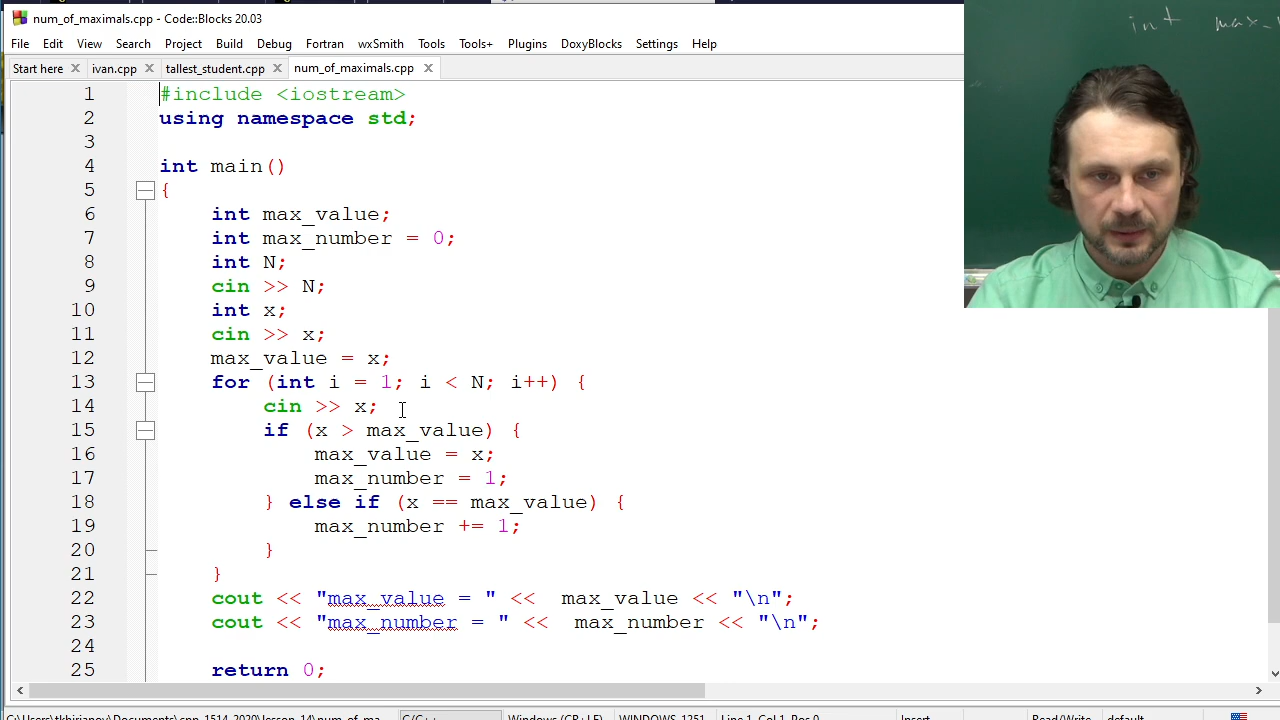 num_of_maximals.cpp - Code::Blocks 20.03
File Edit View Search Project Build Debug Fortran wxSmith Tools Tools+ Plugins DoxyBlocks Settings Help
Start here ivan.cpp tallest_student.cpp num_of_maximals.cpp
int max_
1 #include <iostream>
2 using namespace std;
3
4 int main()
5 {
6 int max_value;
7 int max_number = 0;
8 int N;
9 cin >> N;
10 int x;
11 cin >> x;
12 max_value = x;
13 for (int i = 1; i < N; i++) {
14 cin >> x;
15 if (x > max_value) {
16 max_value = x;
17 max_number = 1;
18 } else if (x == max_value) {
19 max_number += 1;
20 }
21 }
22 cout << "max_value = " << max_value << "\n";
23 cout << "max_number = " << max_number << "\n";
24
25 return 0;
C/C++ Windows (CR+LF) WINDOWS-1251 Line 1, Col 1, Pos 0 Insert Read/Write default